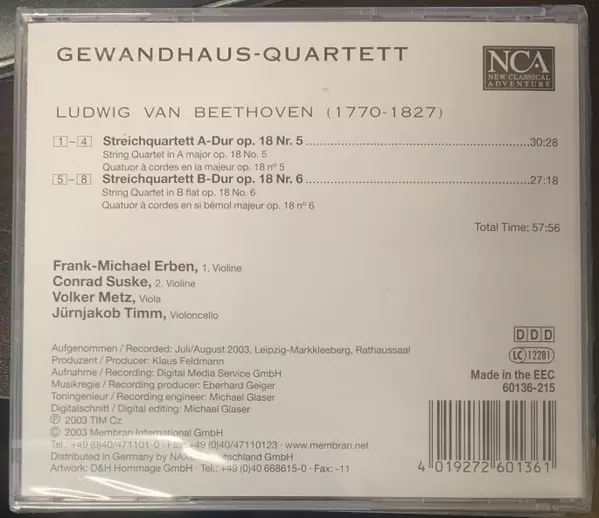 GEWANDHAUS-QUARTETT
NCA
NEW CLASSICAL
ADVENTURE
LUDWIG VAN BEETHOVEN (1770-1827)
1 – 4 Streichquartett A-Dur op. 18 Nr. 5 30:28
String Quartet in A major op. 18 No. 5
Quatuor à cordes en la majeur op. 18 nº 5
5 – 8 Streichquartett B-Dur op. 18 Nr. 6 27:18
String Quartet in B flat op. 18 No. 6
Quatuor à cordes en si bémol majeur op. 18 nº 6
Total Time: 57:56
Frank-Michael Erben, 1. Violine
Conrad Suske, 2. Violine
Volker Metz, Viola
Jürnjakob Timm, Violoncello
Aufgenommen / Recorded: Juli/August 2003, Leipzig-Markkleeberg, Rathaussaal
Produzent / Producer: Klaus Feldmann
Aufnahme / Recording: Digital Media Service GmbH
Musikregie / Recording producer: Eberhard Geiger
Toningenieur / Recording engineer: Michael Glaser
Digitalschnitt / Digital editing: Michael Glaser
℗ 2003 TIM Cz
© 2003 Membran International GmbH
Tel.: +49 (0)40/471101-0 · Fax: +49 (0)40/47110123 · www.membran.net
Distributed in Germany by NAXOS Deutschland GmbH
Artwork: D&H Hommage GmbH · Tel.: +49 (0)40 668615-0 · Fax: -11
DDD
LC 12281
Made in the EEC
60136-215
4 019272 601361